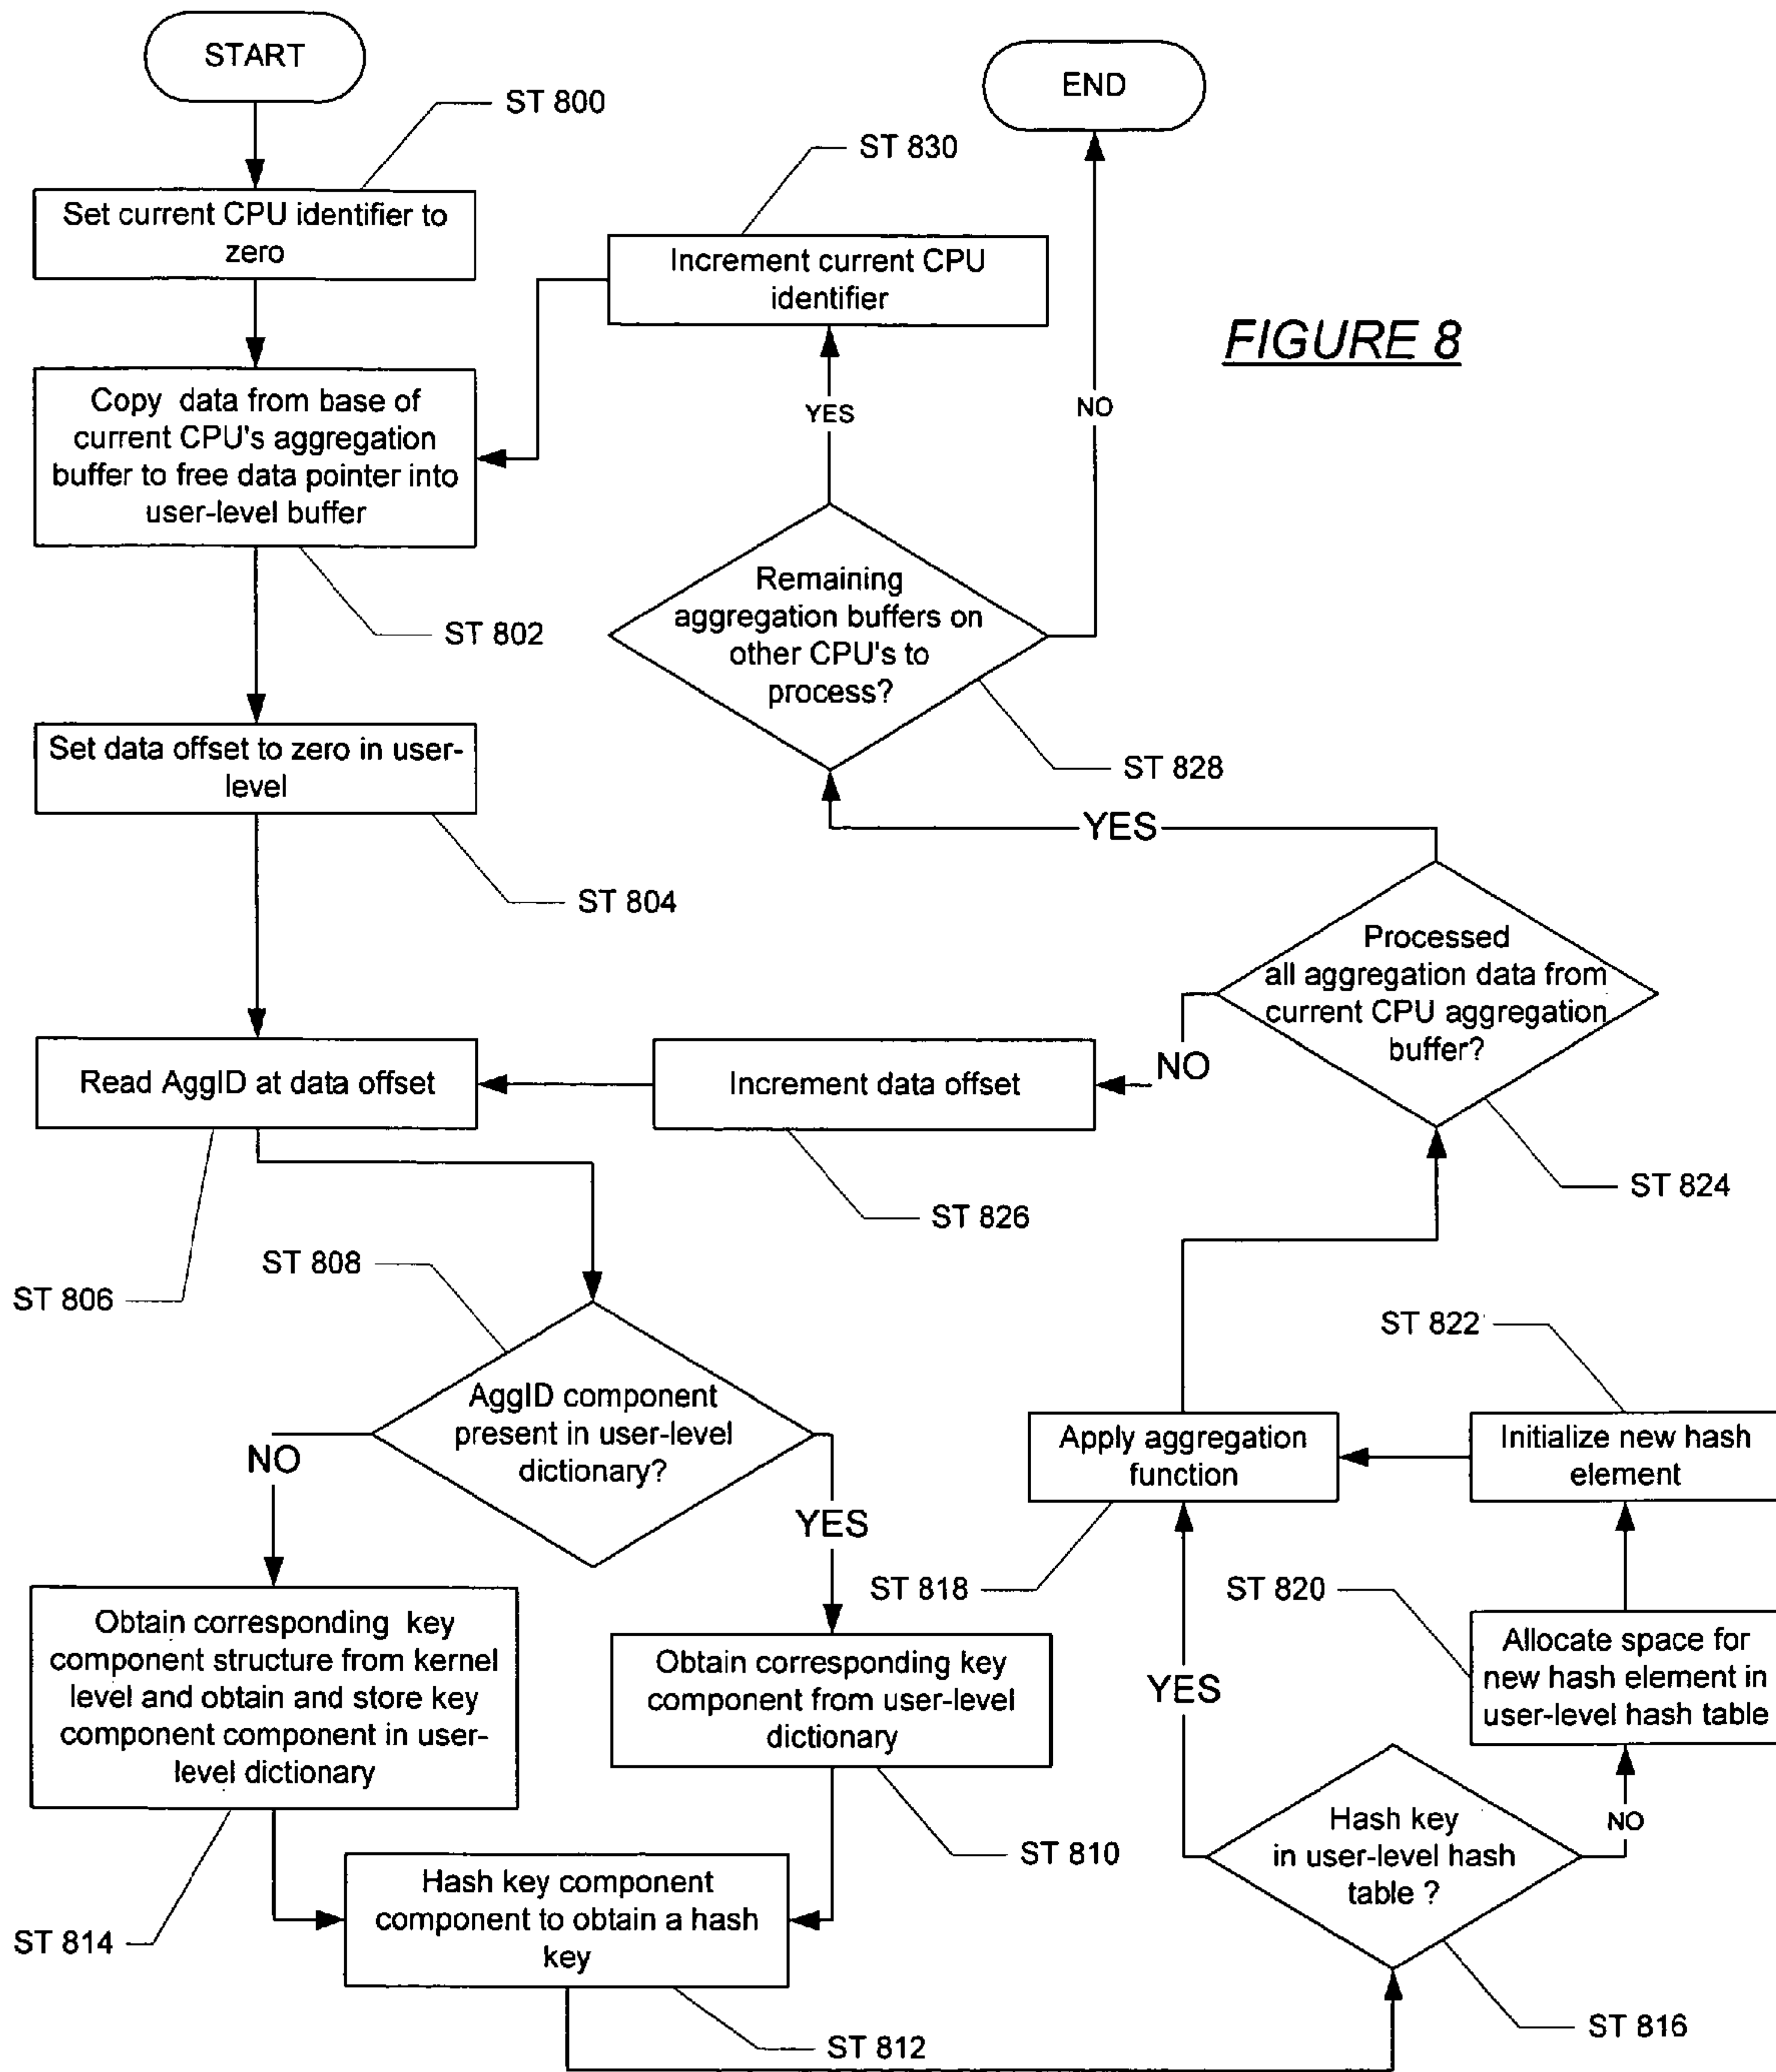 START
END
ST 800
ST 830
Set current CPU identifier to
zero
Increment current CPU
identifier
FIGURE 8
Copy data from base of
current CPU's aggregation
buffer to free data pointer into
user-level buffer
YES
NO
ST 802
Remaining
aggregation buffers on
other CPU's to
process?
Set data offset to zero in user-
level
ST 828
YES
ST 804
Processed
all aggregation data from
current CPU aggregation
buffer?
NO
Read AggID at data offset
Increment data offset
ST 824
ST 826
ST 808
ST 806
ST 822
AggID component
present in user-level
dictionary?
NO
YES
Apply aggregation
function
Initialize new hash
element
ST 818
ST 820
Obtain corresponding key
component structure from kernel
level and obtain and store key
component component in user-
level dictionary
Obtain corresponding key
component from user-level
dictionary
YES
Allocate space for
new hash element in
user-level hash table
NO
Hash key
in user-level hash
table ?
ST 810
ST 814
Hash key component
component to obtain a hash
key
ST 812
ST 816